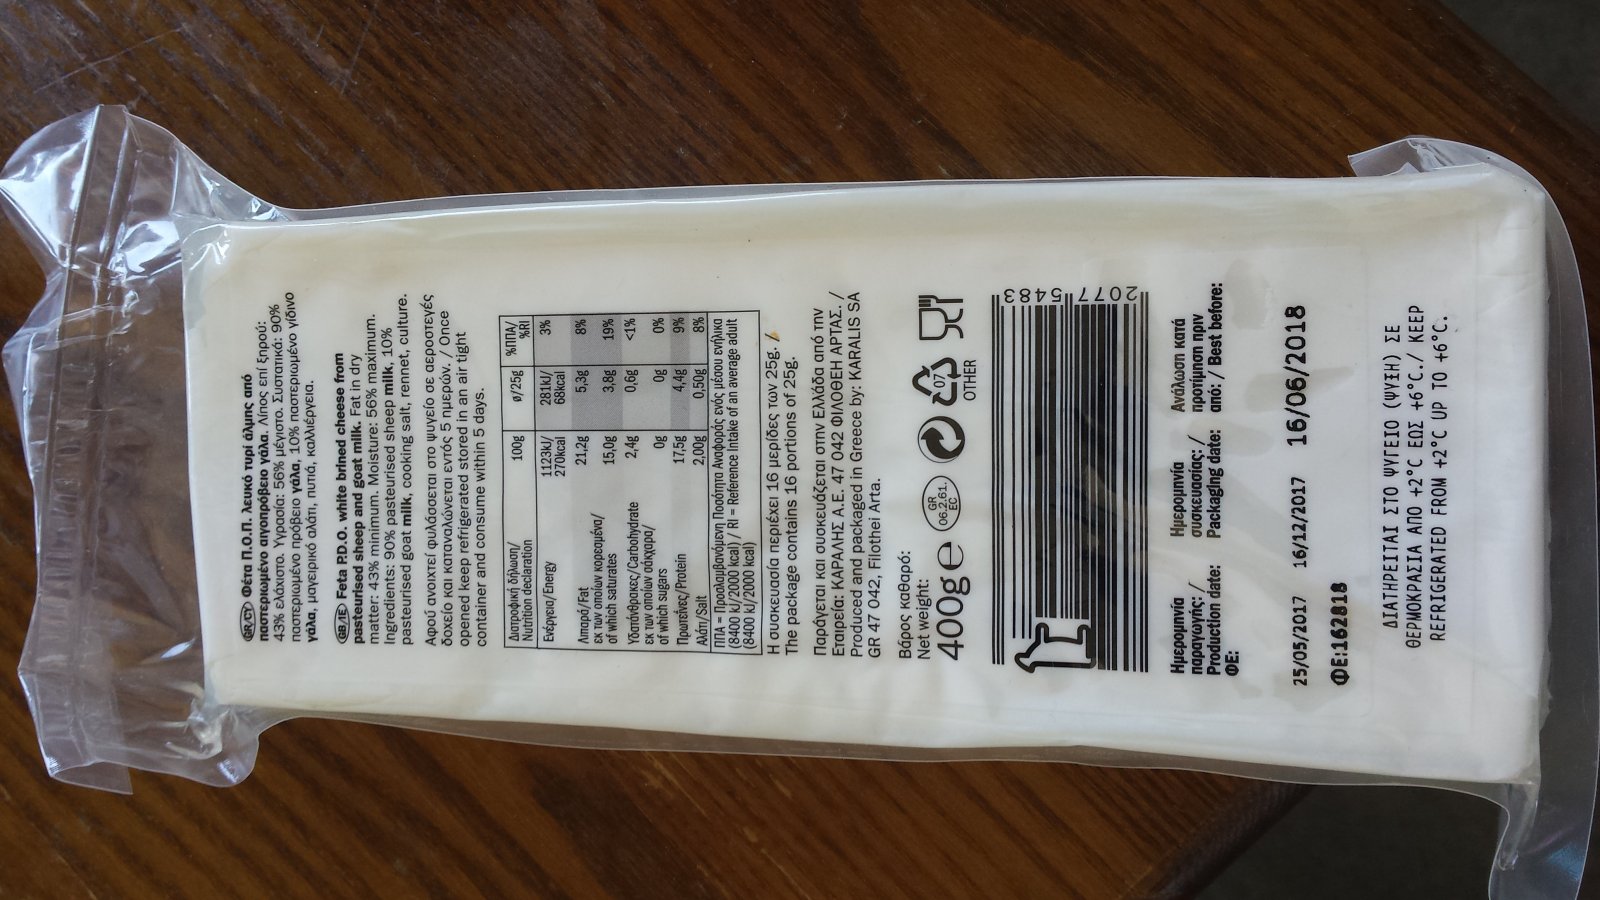 GR/CY Φέτα Π.Ο.Π. λευκό τυρί άλμης από
παστεριωμένο αιγοπρόβειο γάλα. Λίπος επί ξηρού:
43% ελάχιστο. Υγρασία: 56% μέγιστο. Συστατικά: 90%
παστεριωμένο πρόβειο γάλα, 10% παστεριωμένο γίδινο
γάλα, μαγειρικό αλάτι, πυτιά, καλλιέργεια.
GB/IE Feta P.D.O. white brined cheese from
pasteurised sheep and goat milk. Fat in dry
matter: 43% minimum. Moisture: 56% maximum.
Ingredients: 90% pasteurised sheep milk, 10%
pasteurised goat milk, cooking salt, rennet, culture.
Αφού ανοιχτεί φυλάσσεται στο ψυγείο σε αεροστεγές
δοχείο και καταναλώνεται εντός 5 ημερών. / Once
opened keep refrigerated stored in an air tight
container and consume within 5 days.
Διατροφική δήλωση/ 100g ø/25g %ΠΠΑ/
Nutrition declaration %RI
Ενέργεια/Energy 1123kJ/ 281kJ/ 3%
270kcal 68kcal
Λιπαρά/Fat 21,2g 5,3g 8%
εκ των οποίων κορεσμένα/
of which saturates 15,0g 3,8g 19%
Υδατάνθρακες/Carbohydrate 2,4g 0,6g <1%
εκ των οποίων σάκχαρα/
of which sugars 0g 0g 0%
Πρωτεΐνες/Protein 17,5g 4,4g 9%
Αλάτι/Salt 2,00g 0,50g 8%
ΠΠΑ = Προσλαμβανόμενη Ποσότητα Αναφοράς ενός μέσου ενήλικα
(8400 kJ/2000 kcal) / RI = Reference Intake of an average adult
(8400 kJ/2000 kcal)
Η συσκευασία περιέχει 16 μερίδες των 25g. /
The package contains 16 portions of 25g.
Παράγεται και συσκευάζεται στην Ελλάδα από την
Εταιρεία: ΚΑΡΑΛΗΣ Α.Ε. 47 042 ΦΙΛΟΘΕΗ ΑΡΤΑΣ. /
Produced and packaged in Greece by: KARALIS SA
GR 47 042, Filothei Arta.
Βάρος καθαρό:
Net weight:
400g e
GR
06.2.61.
EC
07
OTHER
2077 5483
Ημερομηνία παραγωγής: / Production date:
Ημερομηνία συσκευασίας: / Packaging date:
Ανάλωση κατά προτίμηση πριν από: / Best before:
ΦΕ:
25/05/2017 16/12/2017 16/06/2018
ΦΕ:162818
ΔΙΑΤΗΡΕΙΤΑΙ ΣΤΟ ΨΥΓΕΙΟ (ΨΥΞΗ) ΣΕ
ΘΕΡΜΟΚΡΑΣΙΑ ΑΠΟ +2°C ΕΩΣ +6°C./ KEEP
REFRIGERATED FROM +2°C UP TO +6°C.